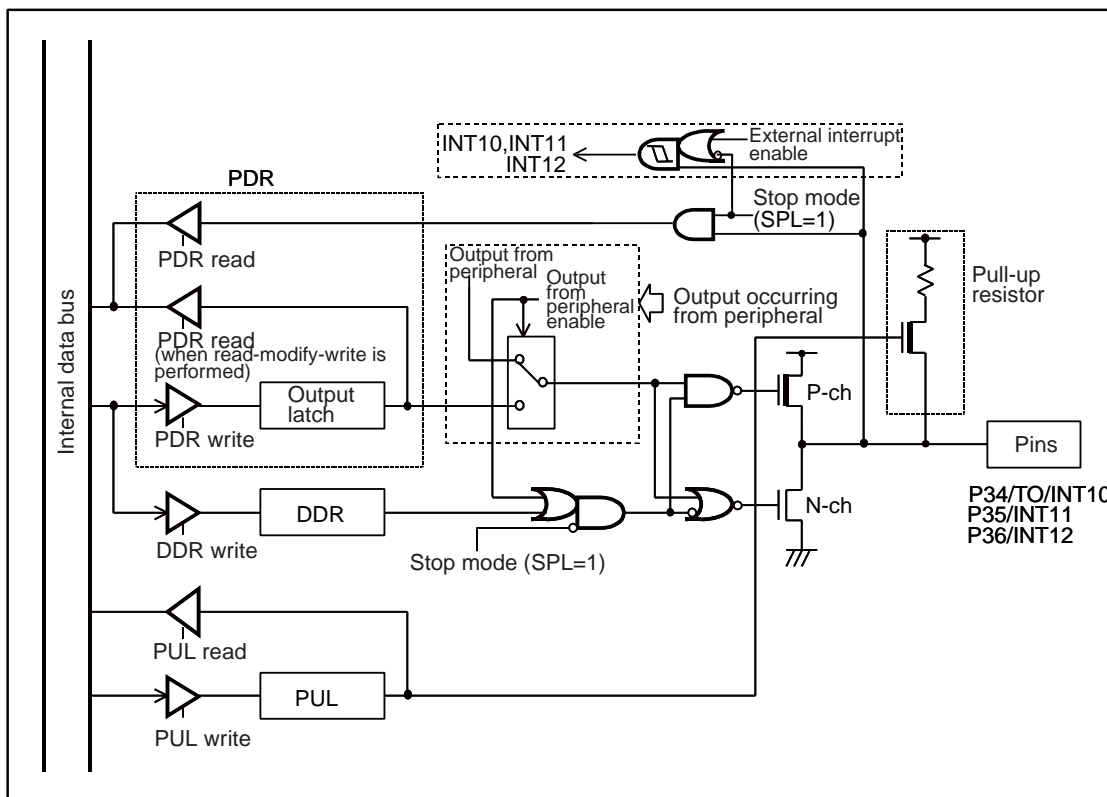 INT10,INT11
INT12
External interrupt
enable
PDR
Stop mode
(SPL=1)
PDR read
Output from
peripheral
Output
from
peripheral
enable
Output occurring
from peripheral
Pull-up
resistor
PDR read
(when read-modify-write is
performed)
Internal data bus
Output
latch
PDR write
P-ch
Pins
DDR
N-ch
P34/TO/INT10
P35/INT11
P36/INT12
DDR write
Stop mode (SPL=1)
PUL read
PUL
PUL write